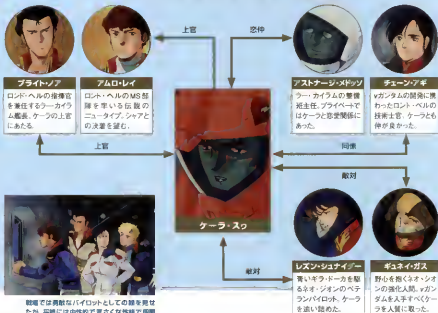 上官
恋仲
ブライト・ノア
ロンド・ベルの指揮官
を兼任するラー・カイラ
ム艦長。ケーラの上官
にあたる。
アムロ・レイ
ロンド・ベルのMS部
隊を率いる伝説の
ニュータイプ。シャアと
の決着を望む。
アストナージ・メドッソ
ラー・カイラムの整備
班主任。プライベートで
はケーラと恋愛関係に
あった。
チェーン・アギ
νガンダムの開発に携
わったロンド・ベルの
技術士官。ケーラとも
仲が良かった。
上官
同僚
敵対
ケーラ・スゥ
敵対
レズン・シュナイダー
青いギラ・ドーガを駆
るネオ・ジオンのベテ
ランパイロット。ケーラ
を追い詰めた。
ギュネイ・ガス
野心を抱くネオ・ジオ
ンの強化人間。νガン
ダムを入手すべくケー
ラを人質に取った。
戦場では勇敢なパイロットとしての顔を見せ